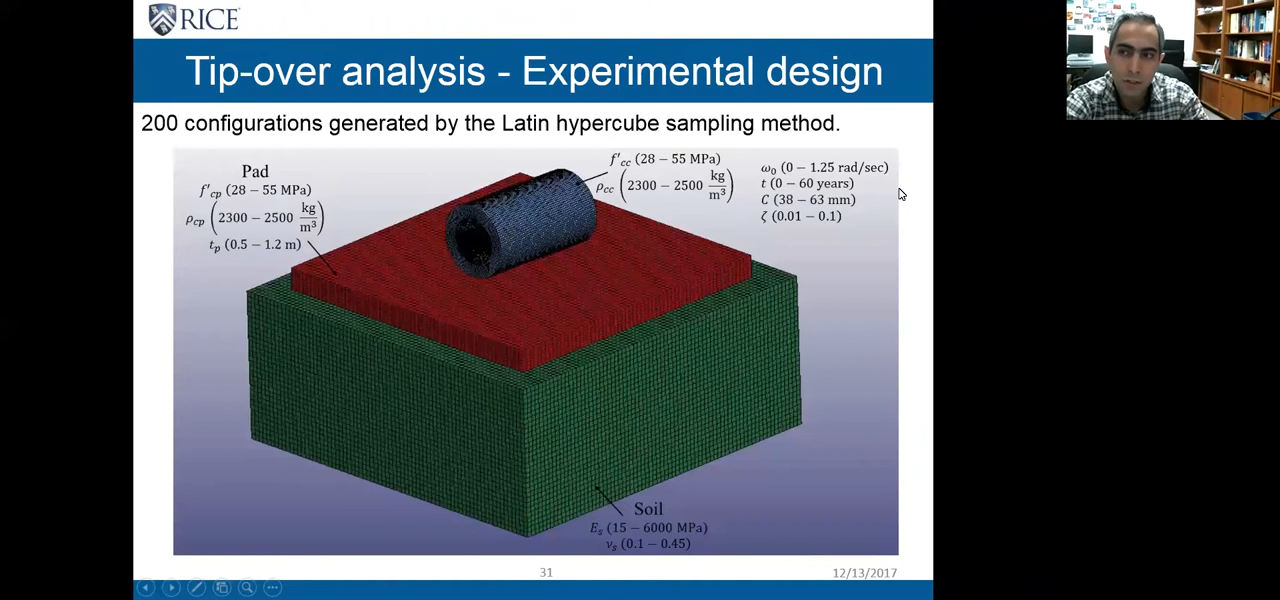 RICE
Tip-over analysis - Experimental design
200 configurations generated by the Latin hypercube sampling method.
Pad
f'cp (28 − 55 MPa)
ρcp (2300 − 2500 kg/m³)
tp (0.5 − 1.2 m)
f'cc (28 − 55 MPa)
ρcc (2300 − 2500 kg/m³)
ω0 (0 − 1.25 rad/sec)
t (0 − 60 years)
C (38 − 63 mm)
ζ (0.01 − 0.1)
Soil
Es (15 − 6000 MPa)
νs (0.1 − 0.45)
31
12/13/2017